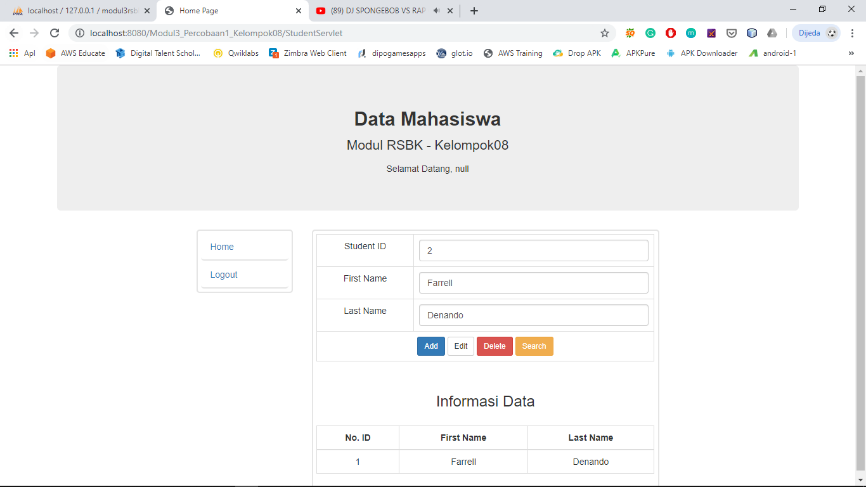 localhost / 127.0.0.1 / modul3rsb
Home Page
(89) DJ SPONGEBOB VS RAP
localhost:8080/Modul3_Percobaan1_Kelompok08/StudentServlet
Dijeda
Apl
AWS Educate
Digital Talent Schol...
Qwiklabs
Zimbra Web Client
dipogamesapps
glot.io
AWS Training
Drop APK
APKPure
APK Downloader
android-1
Data Mahasiswa
Modul RSBK - Kelompok08
Selamat Datang, null
Home
Logout
Student ID 2
First Name Farrell
Last Name Denando
Add Edit Delete Search
Informasi Data
No. ID First Name Last Name
1 Farrell Denando